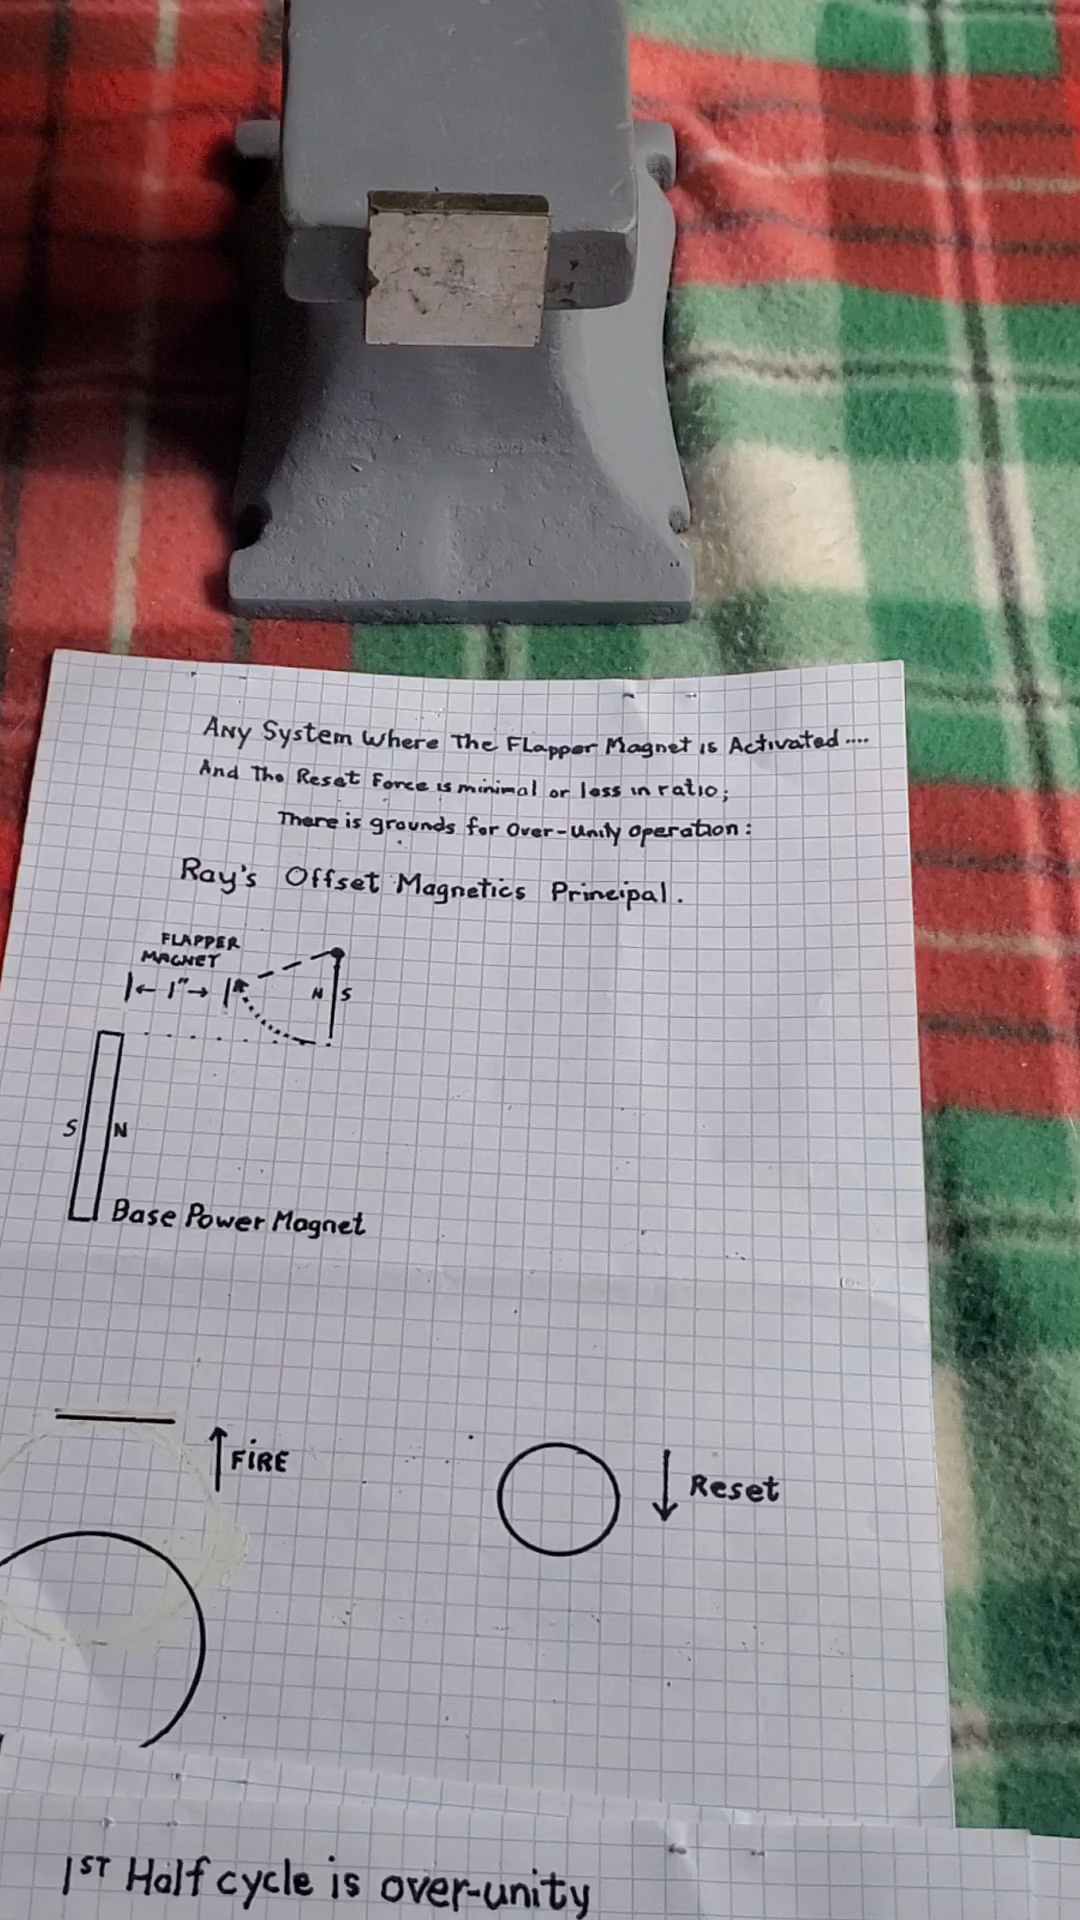 Any System Where The Flapper Magnet is Activated....
And The Reset Force is minimal or less in ratio;
There is grounds for Over-Unity operation:
Ray's Offset Magnetics Principal.
FLAPPER
MAGNET
1"
N S
S N
Base Power Magnet
FIRE
Reset
1ST Half cycle is over-unity